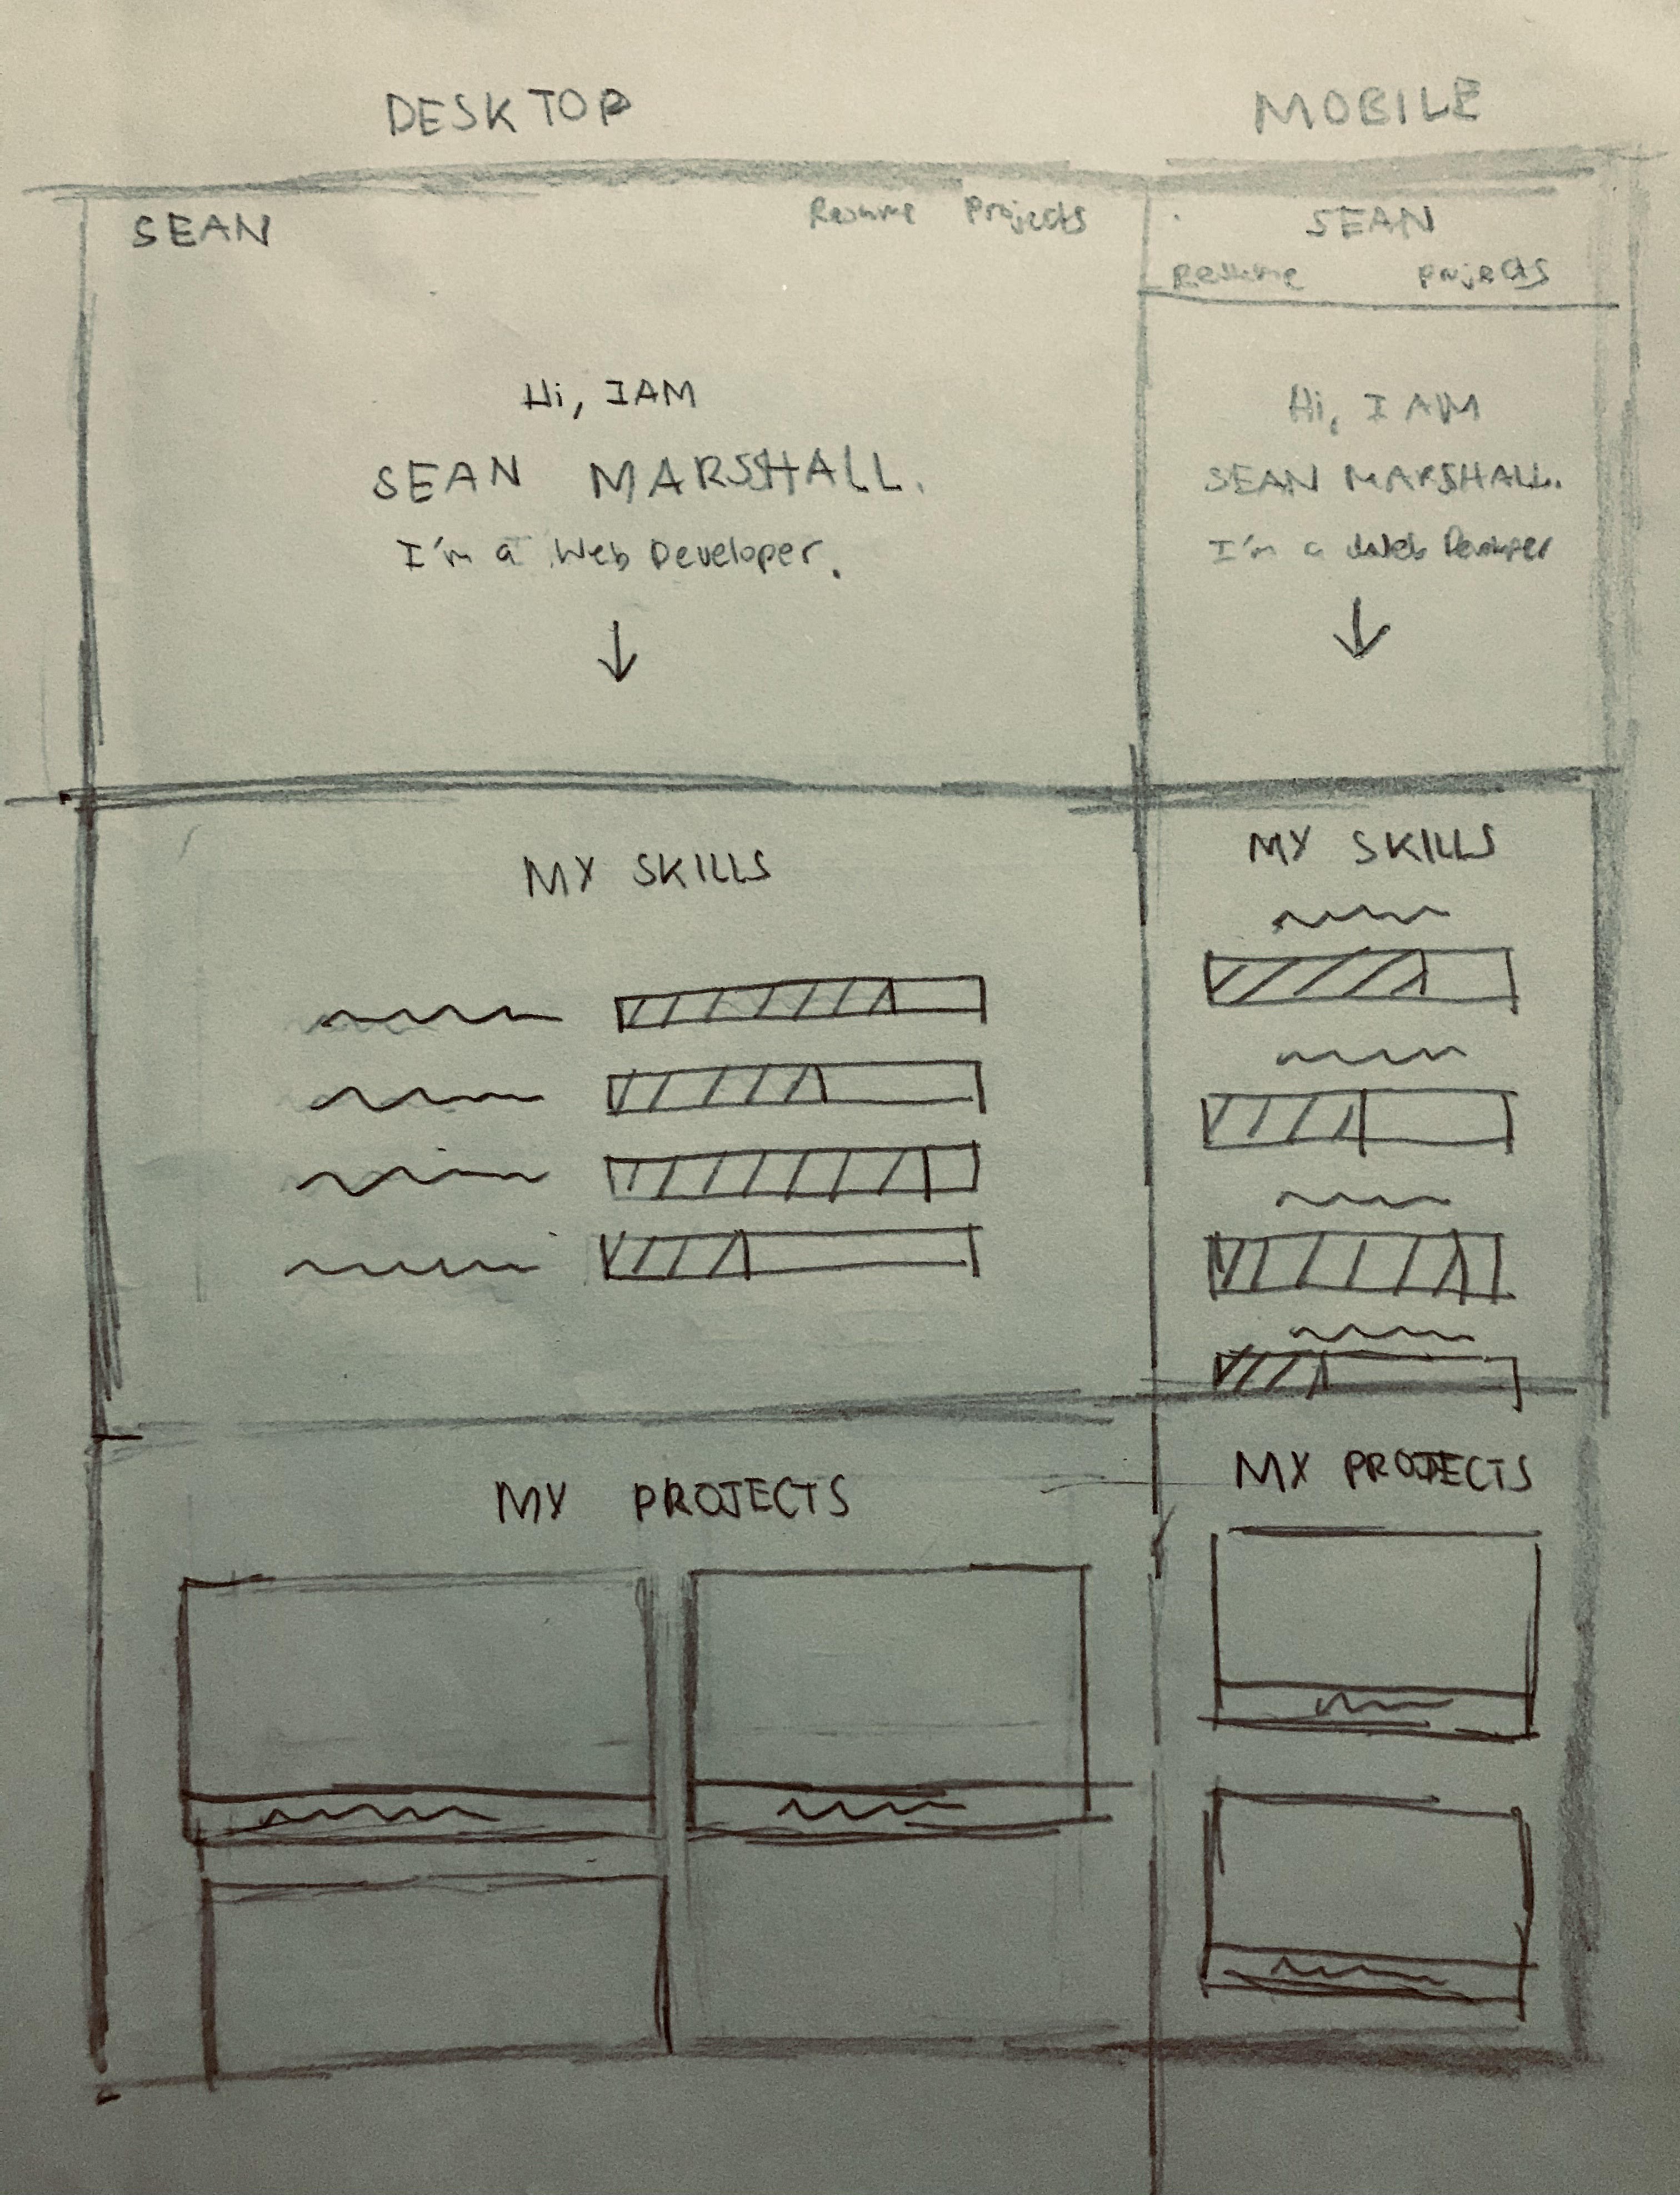 DESKTOP
MOBILE
SEAN
Resume Projects
Hi, I AM
SEAN MARSHALL.
I'm a Web Developer.
MY SKILLS
MY PROJECTS
SEAN
Resume Projects
Hi, I AM
SEAN MARSHALL.
I'm a Web Developer
MY SKILLS
MY PROJECTS